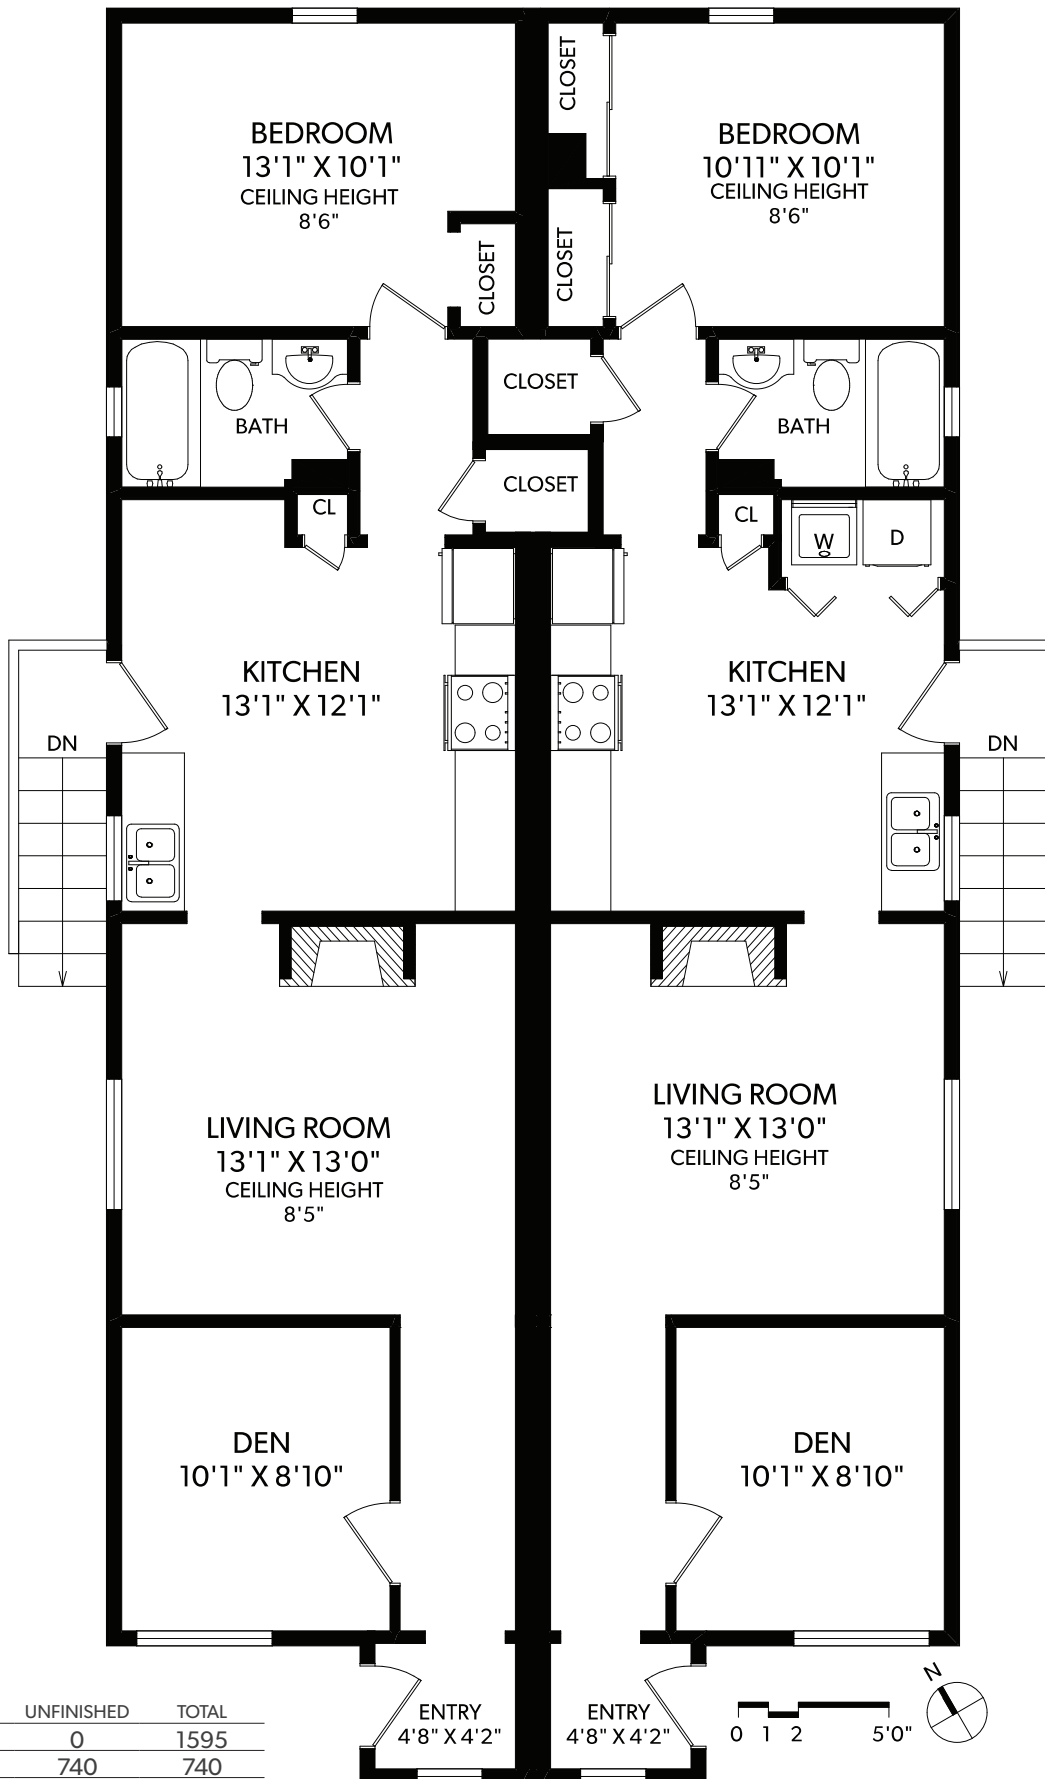 CLOSET
BEDROOM
13'1" X 10'1"
CEILING HEIGHT
8'6"
BEDROOM
10'11" X 10'1"
CEILING HEIGHT
8'6"
CLOSET
CLOSET
CLOSET
BATH
CLOSET
BATH
CL
CLOSET
CL
W
D
KITCHEN
13'1" X 12'1"
KITCHEN
13'1" X 12'1"
DN
DN
LIVING ROOM
13'1" X 13'0"
CEILING HEIGHT
8'5"
LIVING ROOM
13'1" X 13'0"
CEILING HEIGHT
8'5"
DEN
10'1" X 8'10"
DEN
10'1" X 8'10"
ENTRY
4'8" X 4'2"
ENTRY
4'8" X 4'2"
N
0 1 2 5'0"
UNFINISHED TOTAL
0 1595
740 740